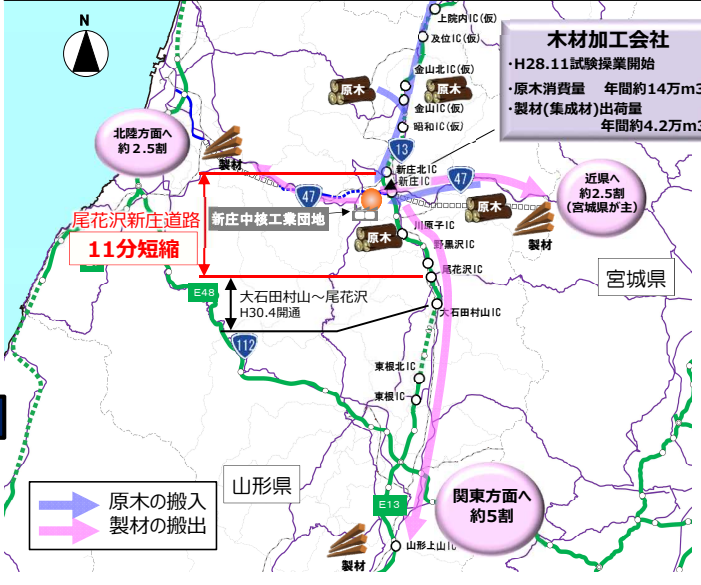 N
上院内IC(仮)
及位IC(仮)
金山北IC(仮)
金山IC(仮)
昭和IC(仮)
原木
原木
木材加工会社
・H28.11試験操業開始
・原木消費量　年間約14万m3
・製材(集成材)出荷量
年間約4.2万m3
北陸方面へ
約２.5割
製材
13
新庄北IC
新庄IC
47
47
近県へ
約2.5割
(宮城県が主)
尾花沢新庄道路
11分短縮
新庄中核工業団地
原木
原木
製材
川原子IC
野黒沢IC
尾花沢IC
宮城県
E48
大石田村山～尾花沢
H30.4開通
大石田村山IC
112
東根北IC
東根IC
山形県
原木の搬入
製材の搬出
E13
関東方面へ
約5割
製材
山形上山IC